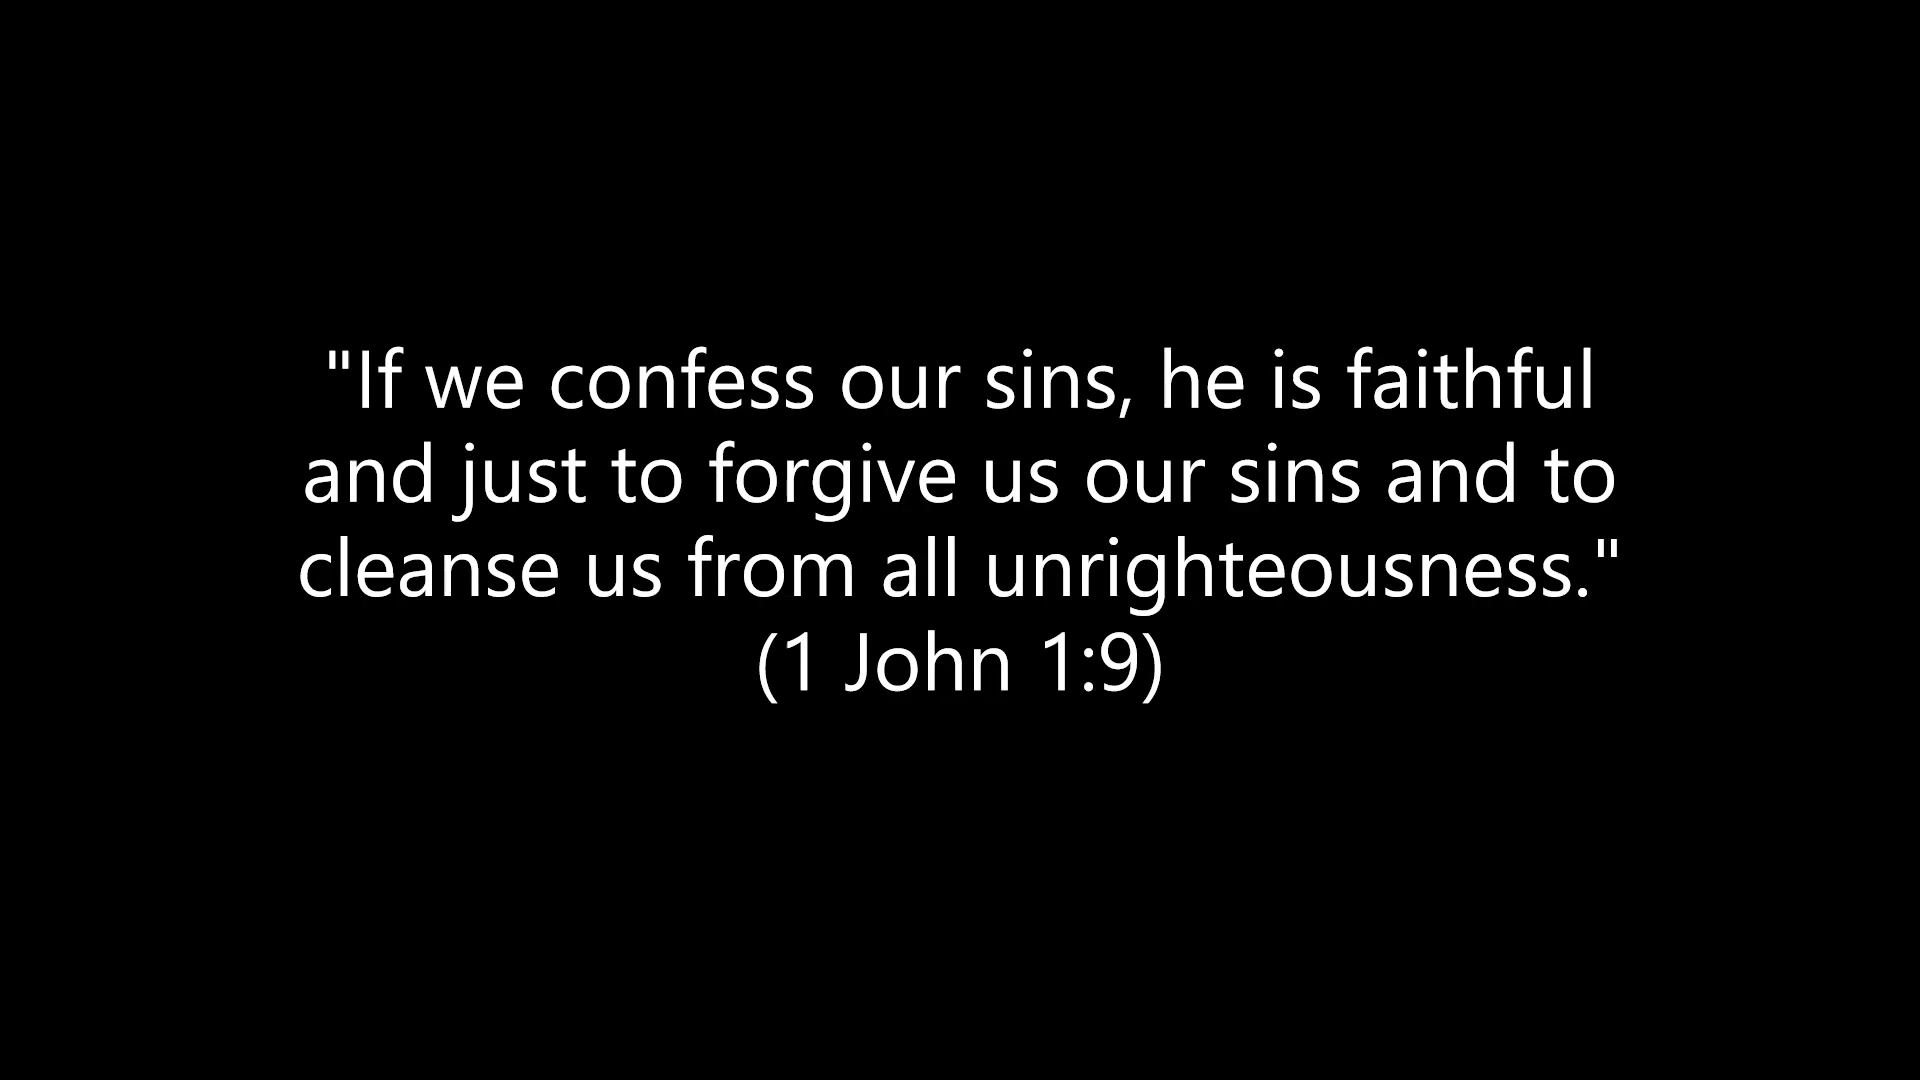 "If we confess our sins, he is faithful
and just to forgive us our sins and to
cleanse us from all unrighteousness."
(1 John 1:9)